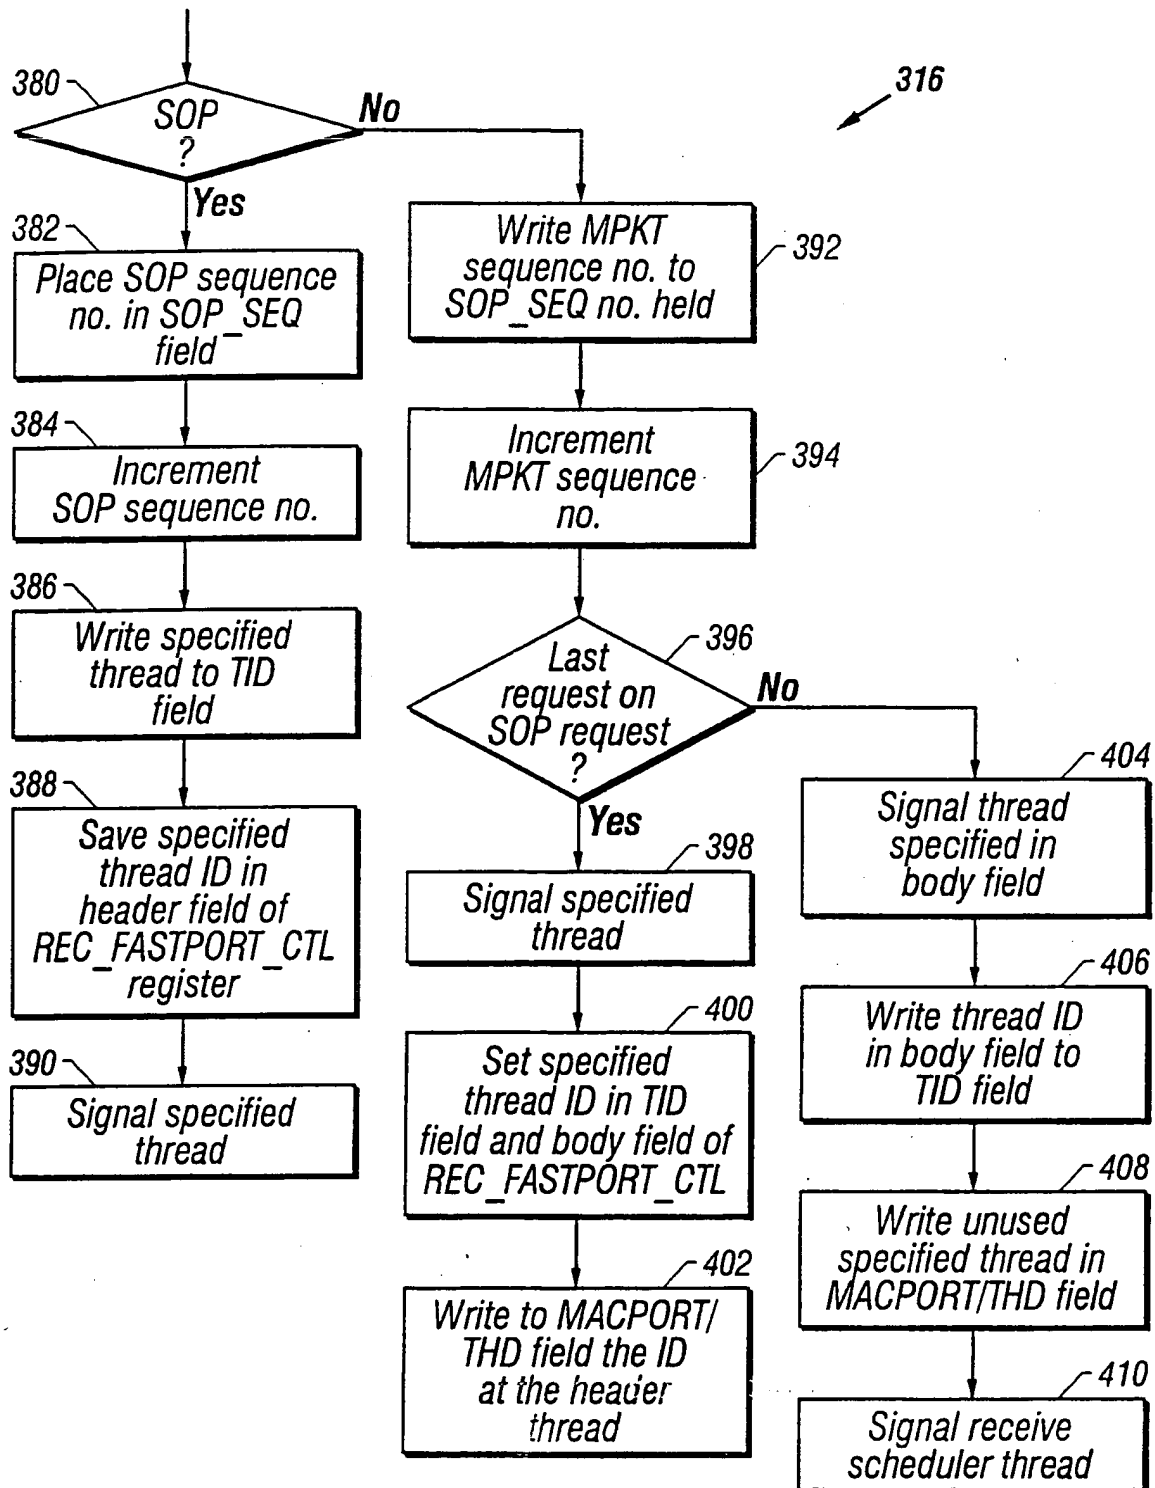 316
380
SOP
?
No
Yes
382
Place SOP sequence
no. in SOP_SEQ
field
384
Increment
SOP sequence no.
386
Write specified
thread to TID
field
388
Save specified
thread ID in
header field of
REC_FASTPORT_CTL
register
390
Signal specified
thread
392
Write MPKT
sequence no. to
SOP_SEQ no. held
394
Increment
MPKT sequence
no.
396
Last
request on
SOP request
?
No
Yes
398
Signal specified
thread
400
Set specified
thread ID in TID
field and body field of
REC_FASTPORT_CTL
402
Write to MACPORT/
THD field the ID
at the header
thread
404
Signal thread
specified in
body field
406
Write thread ID
in body field to
TID field
408
Write unused
specified thread in
MACPORT/THD field
410
Signal receive
scheduler thread